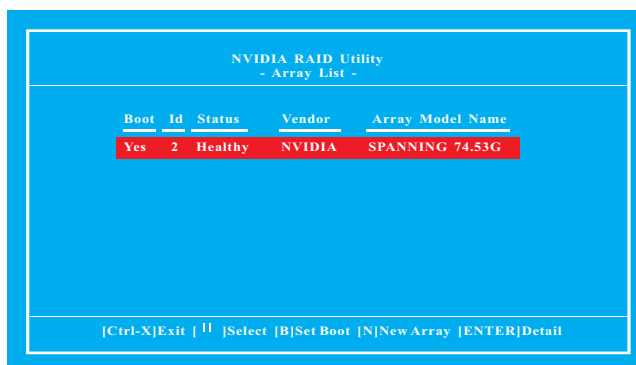 NVIDIA RAID Utility
- Array List -
Boot Id Status Vendor Array Model Name
Yes 2 Healthy NVIDIA SPANNING 74.53G
[Ctrl-X]Exit [ ]Select [B]Set Boot [N]New Array [ENTER]Detail